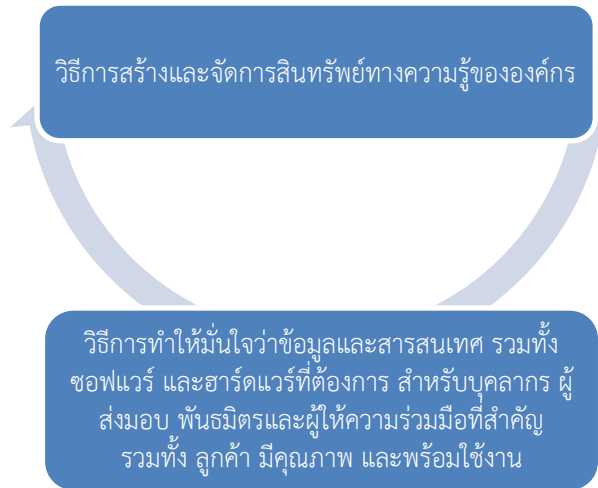 วิธีการสร้างและจัดการสินทรัพย์ทางความรู้ขององค์กร
วิธีการทำให้มั่นใจว่าข้อมูลและสารสนเทศ รวมทั้ง
ซอฟแวร์ และฮาร์ดแวร์ที่ต้องการ สำหรับบุคลากร ผู้
ส่งมอบ พันธมิตรและผู้ให้ความร่วมมือที่สำคัญ
รวมทั้ง ลูกค้า มีคุณภาพ และพร้อมใช้งาน